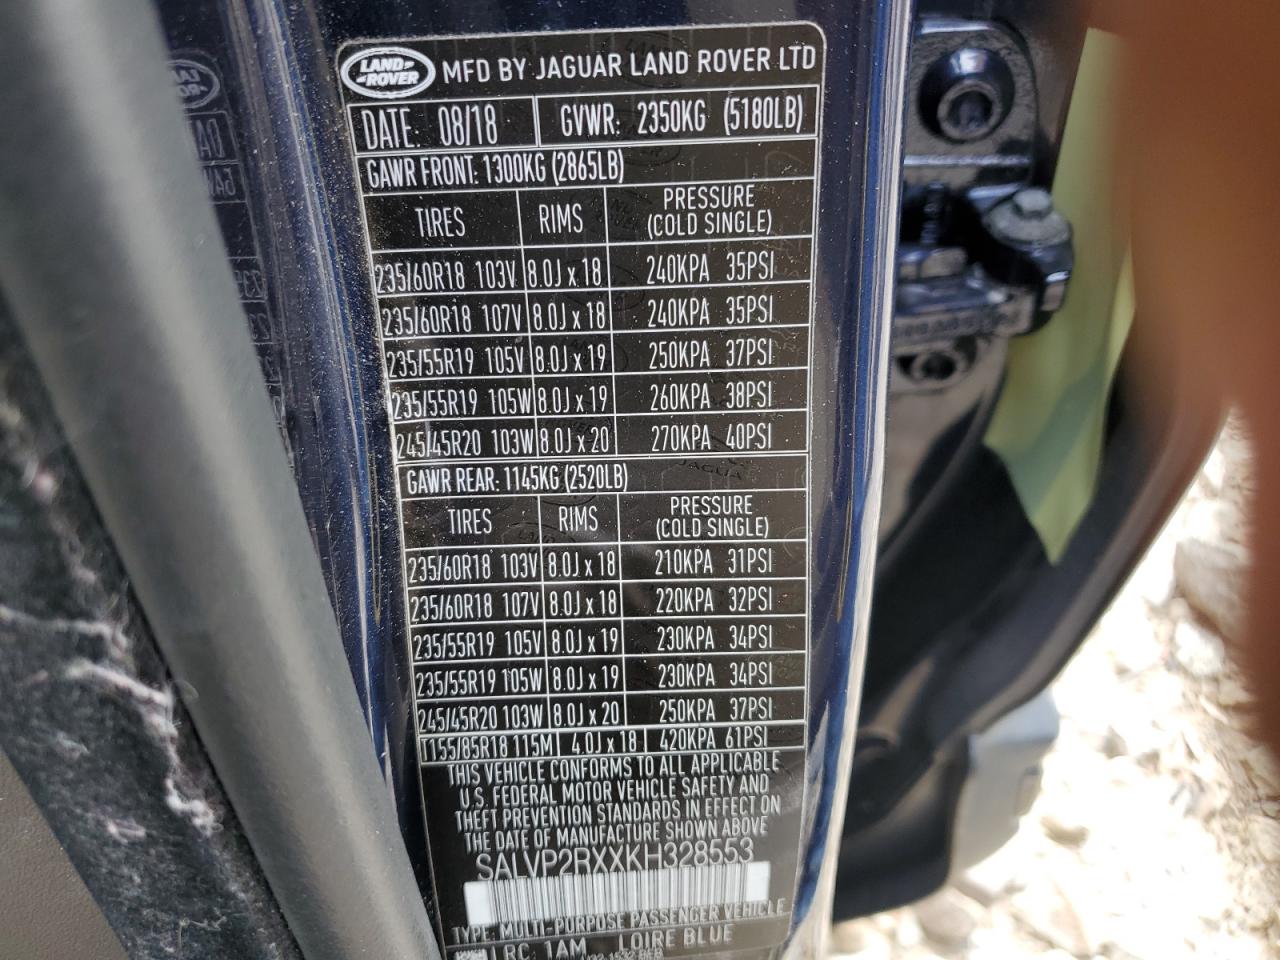 LAND ROVER MFD BY JAGUAR LAND ROVER LTD
DATE: 08/18 GVWR: 2350KG (5180LB)
GAWR FRONT: 1300KG (2865LB)
TIRES RIMS PRESSURE (COLD SINGLE)
235/60R18 103V 8.0J x 18 240KPA 35PSI
235/60R18 107V 8.0J x 18 240KPA 35PSI
235/55R19 105V 8.0J x 19 250KPA 37PSI
235/55R19 105W 8.0J x 19 260KPA 38PSI
245/45R20 103W 8.0J x 20 270KPA 40PSI
GAWR REAR: 1145KG (2520LB)
TIRES RIMS PRESSURE (COLD SINGLE)
235/60R18 103V 8.0J x 18 210KPA 31PSI
235/60R18 107V 8.0J x 18 220KPA 32PSI
235/55R19 105V 8.0J x 19 230KPA 34PSI
235/55R19 105W 8.0J x 19 230KPA 34PSI
245/45R20 103W 8.0J x 20 250KPA 37PSI
T155/85R18 115M 4.0J x 18 420KPA 61PSI
THIS VEHICLE CONFORMS TO ALL APPLICABLE
U.S. FEDERAL MOTOR VEHICLE SAFETY AND
THEFT PREVENTION STANDARDS IN EFFECT ON
THE DATE OF MANUFACTURE SHOWN ABOVE
SALVP2RXXKH328553
TYPE: MULTI-PURPOSE PASSENGER VEHICLE
LRC: 1AM LOIRE BLUE